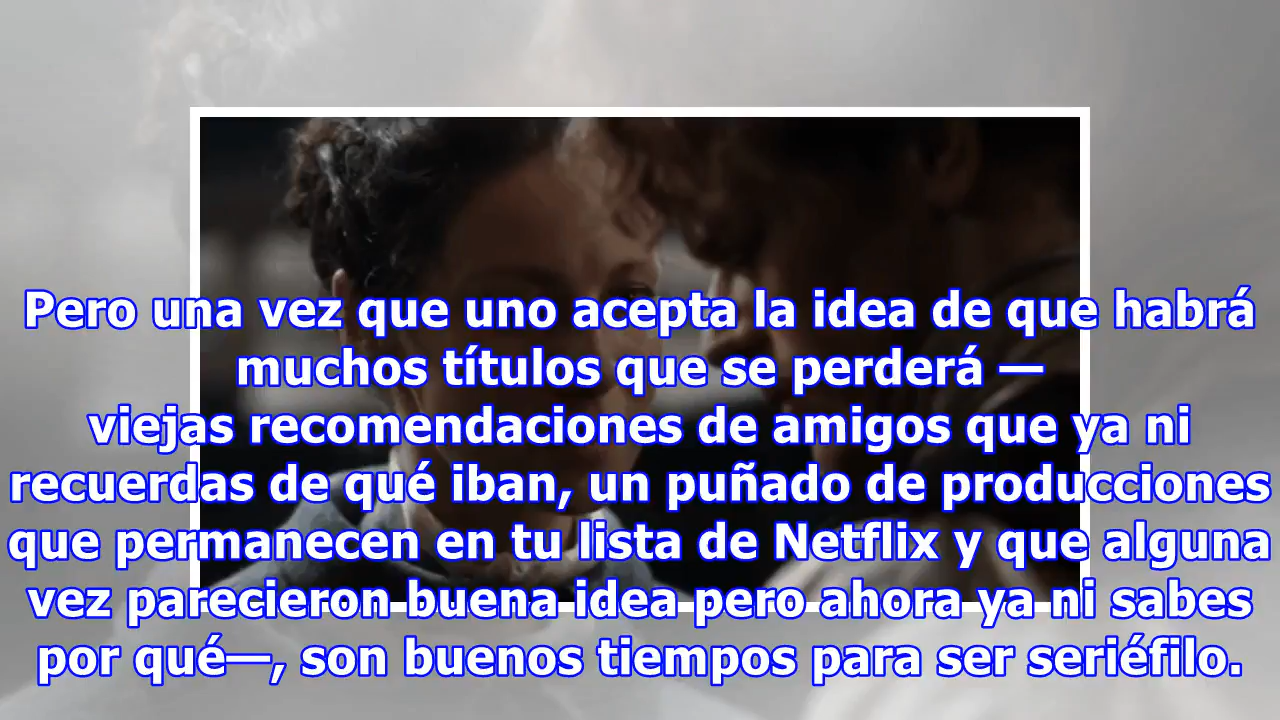 Pero una vez que uno acepta la idea de que habrá
muchos títulos que se perderá —
viejas recomendaciones de amigos que ya ni
recuerdas de qué iban, un puñado de producciones
que permanecen en tu lista de Netflix y que alguna
vez parecieron buena idea pero ahora ya ni sabes
por qué—, son buenos tiempos para ser seriéfilo.